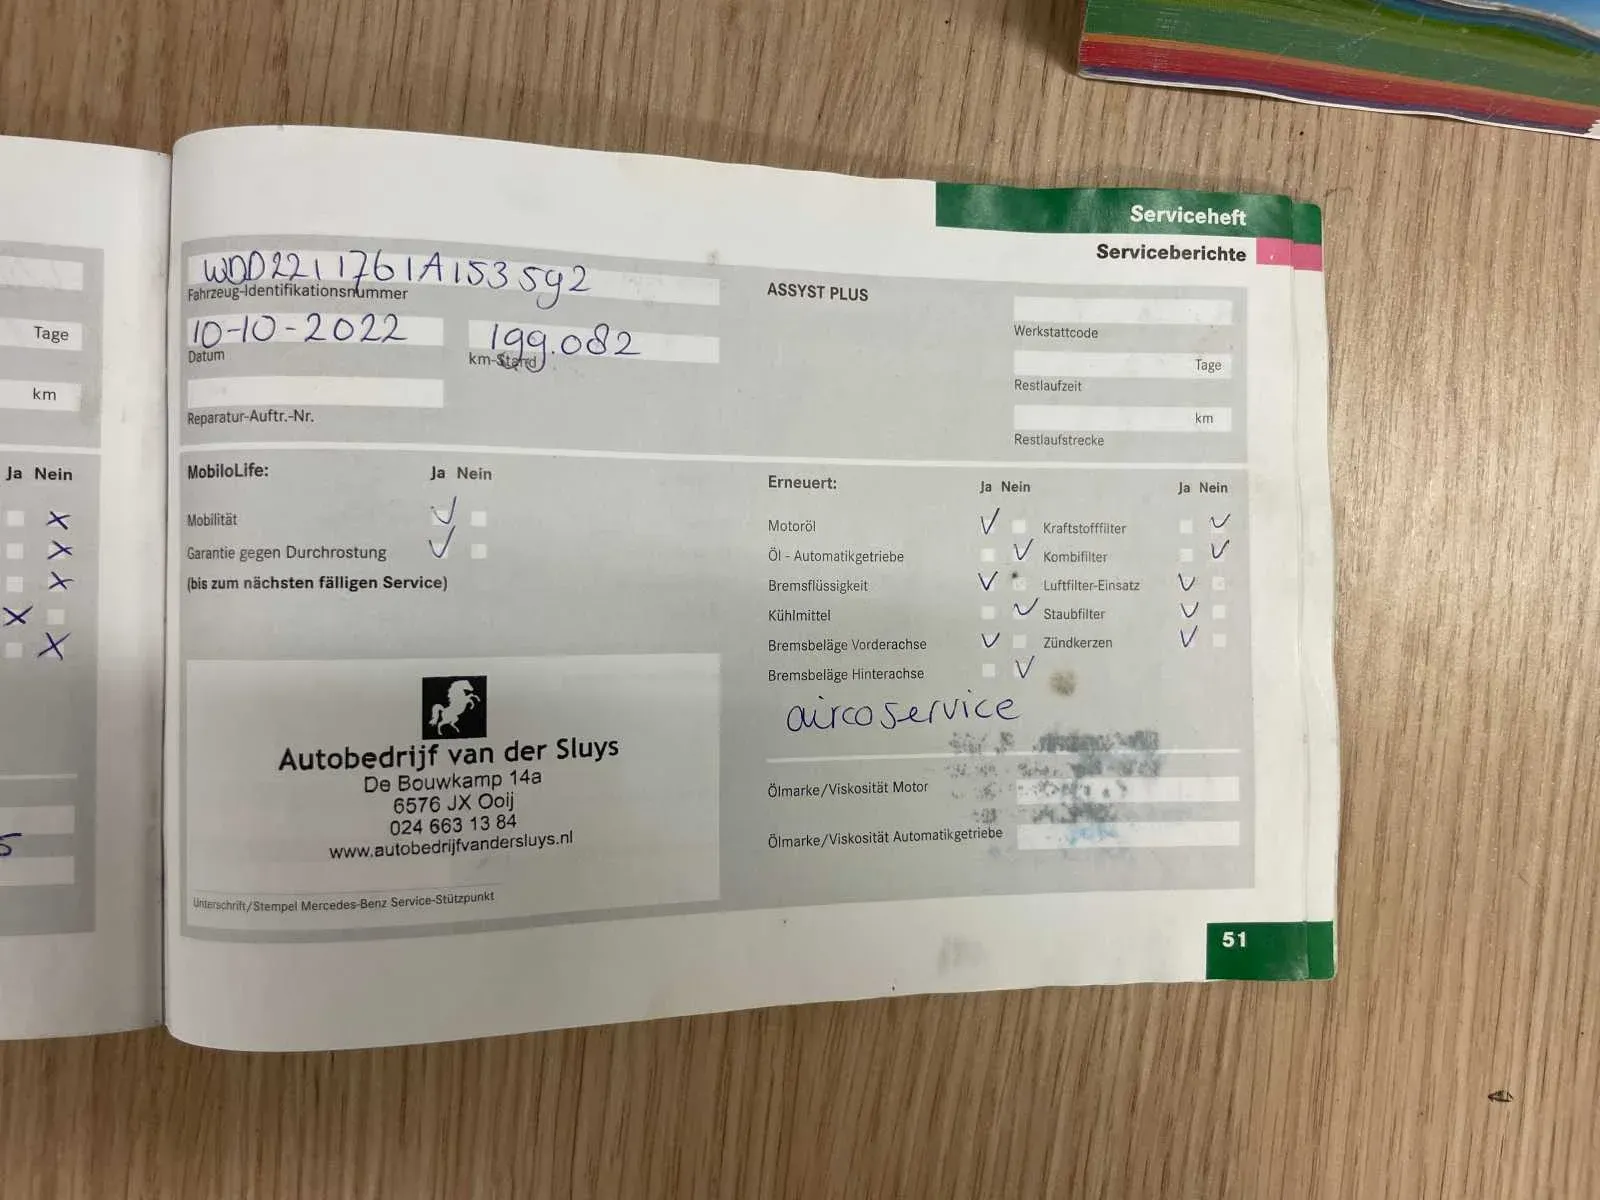 Serviceheft
Serviceberichte
Tage
km
Ja Nein
5
WDD2211761A153592
Fahrzeug-Identifikationsnummer
10-10-2022
Datum
199.082
km-Stand
Reparatur-Auftr.-Nr.
ASSYST PLUS
Werkstattcode
Tage
Restlaufzeit
km
Restlaufstrecke
MobiloLife: Ja Nein
Mobilität
Garantie gegen Durchrostung
(bis zum nächsten fälligen Service)
Autobedrijf van der Sluys
De Bouwkamp 14a
6576 JX Ooij
024 663 13 84
www.autobedrijfvandersluys.nl
Unterschrift/Stempel Mercedes-Benz Service-Stützpunkt
Erneuert: Ja Nein Ja Nein
Motoröl Kraftstofffilter
Öl - Automatikgetriebe Kombifilter
Bremsflüssigkeit Luftfilter-Einsatz
Kühlmittel Staubfilter
Bremsbeläge Vorderachse Zündkerzen
Bremsbeläge Hinterachse
aircoservice
Ölmarke/Viskosität Motor
Ölmarke/Viskosität Automatikgetriebe
51